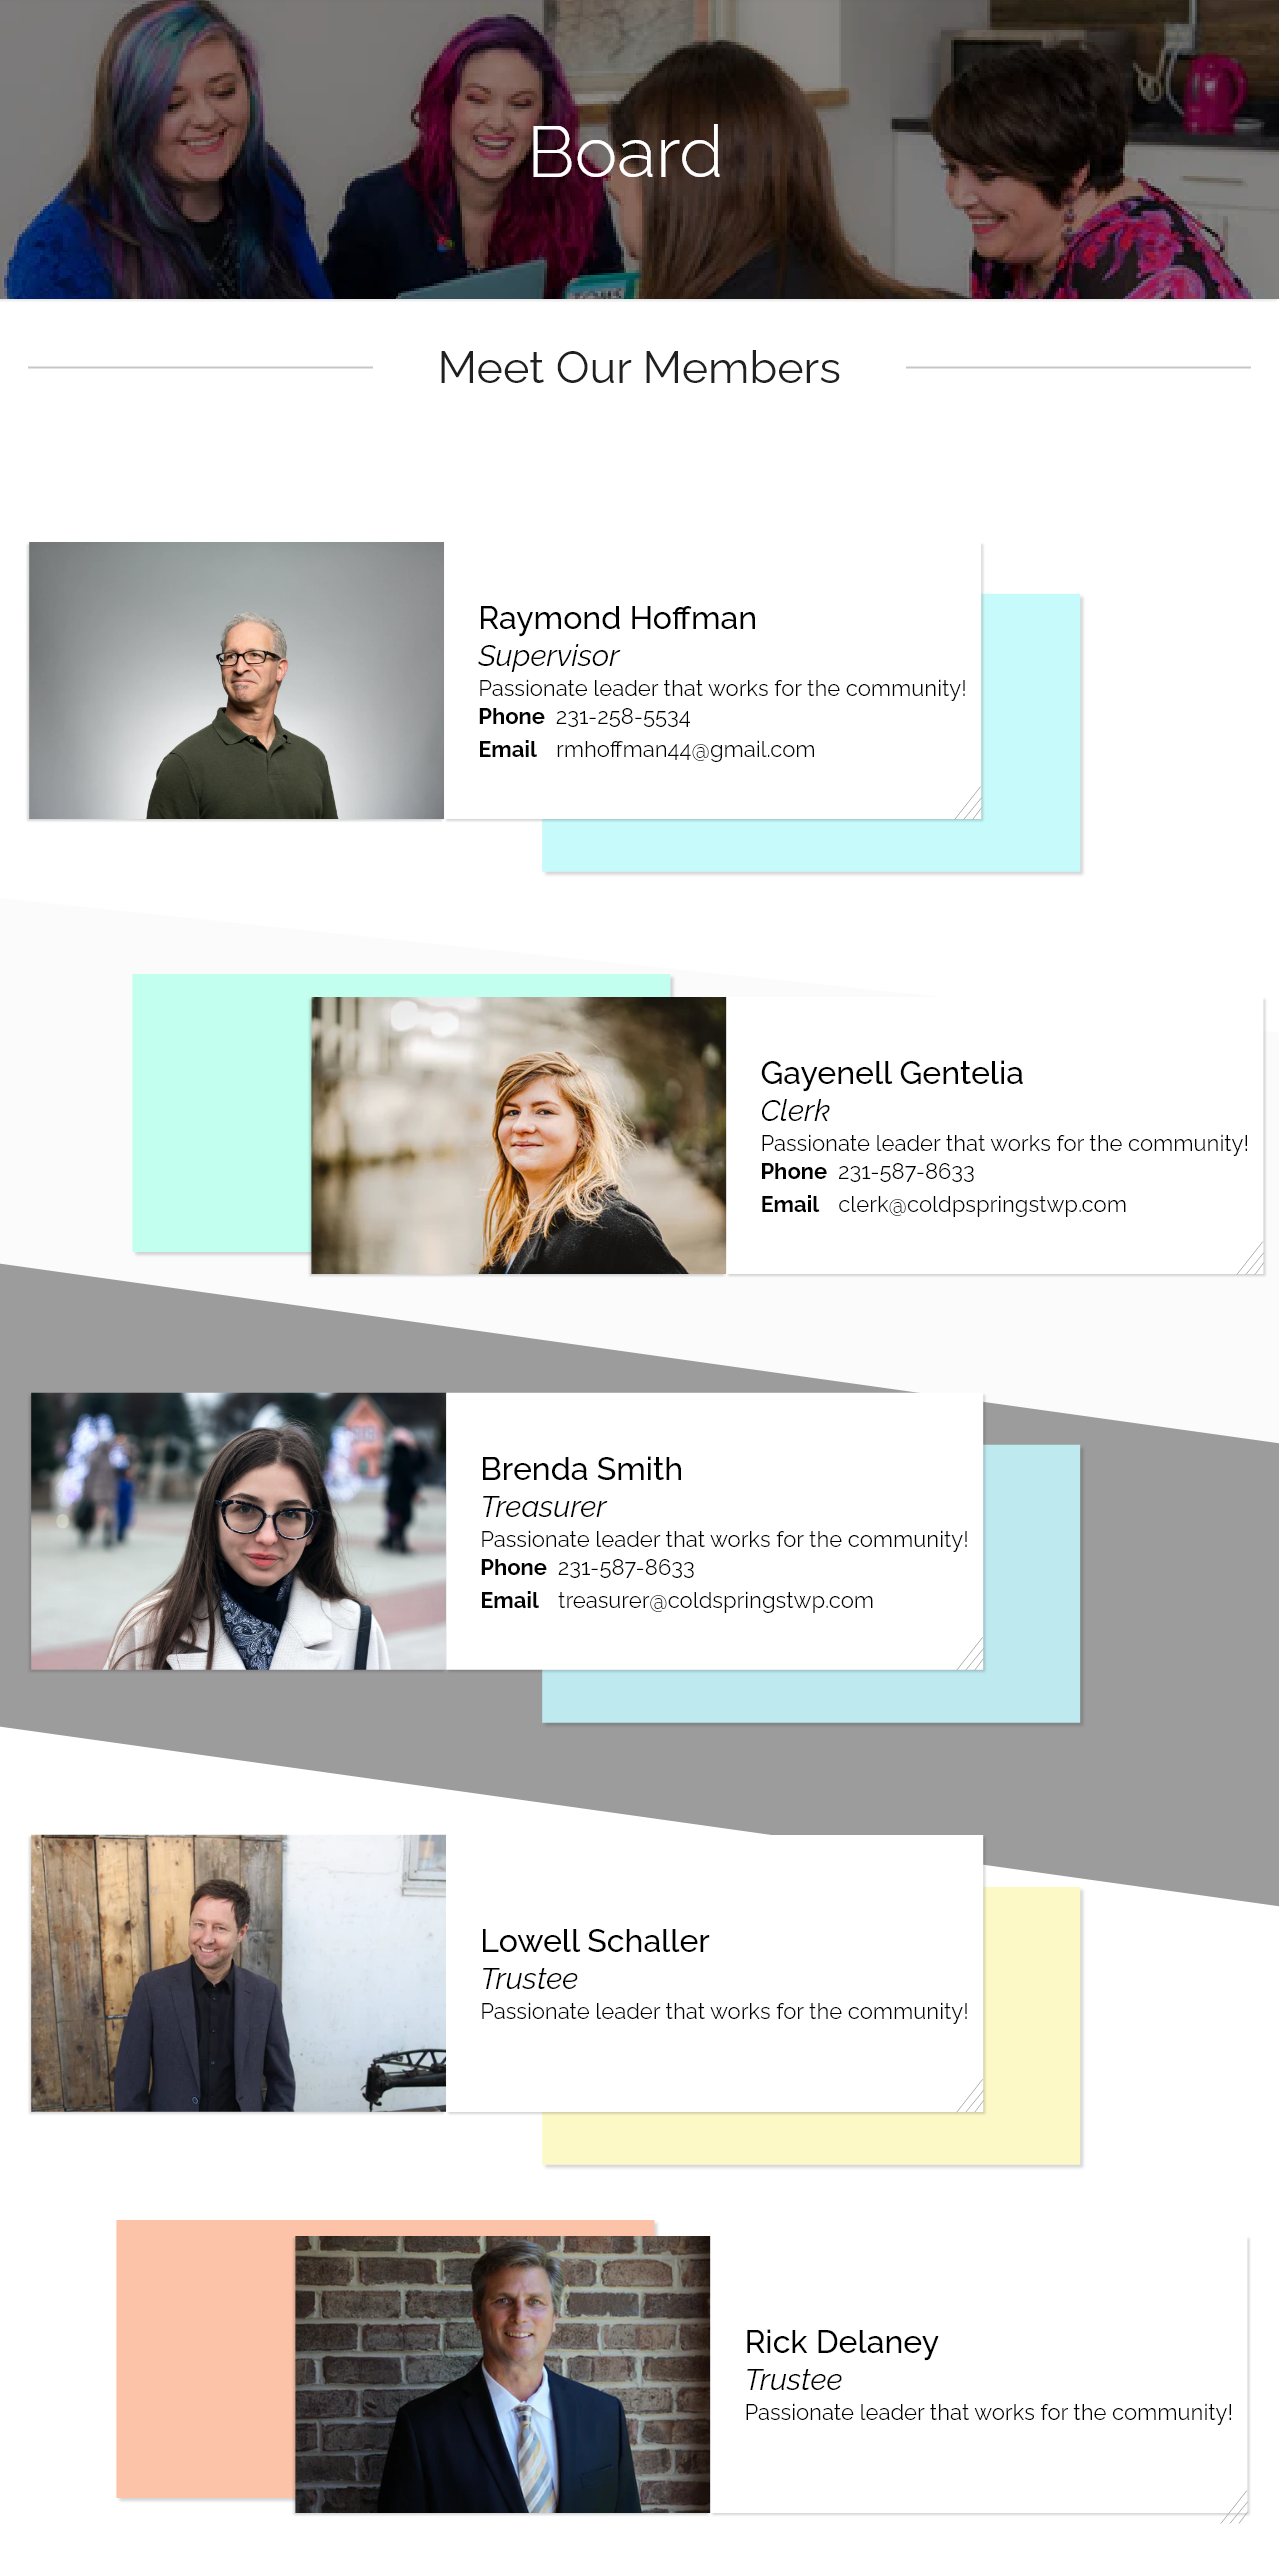 Board
Meet Our Members
Raymond Hoffman
Supervisor
Passionate leader that works for the community!
Phone 231-258-5534
Email rmhoffman44@gmail.com
Gayenell Gentelia
Clerk
Passionate leader that works for the community!
Phone 231-587-8633
Email clerk@coldpspringstwp.com
Brenda Smith
Treasurer
Passionate leader that works for the community!
Phone 231-587-8633
Email treasurer@coldspringstwp.com
Lowell Schaller
Trustee
Passionate leader that works for the community!
Rick Delaney
Trustee
Passionate leader that works for the community!